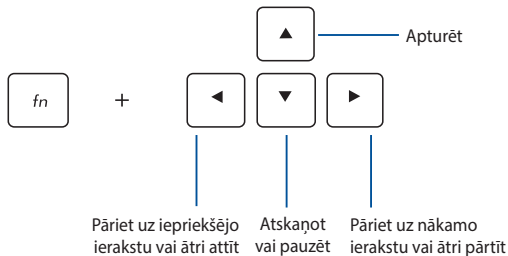 Apturēt
fn +
Pāriet uz iepriekšējo
ierakstu vai ātri attīt
Atskaņot
vai pauzēt
Pāriet uz nākamo
ierakstu vai ātri pārtīt